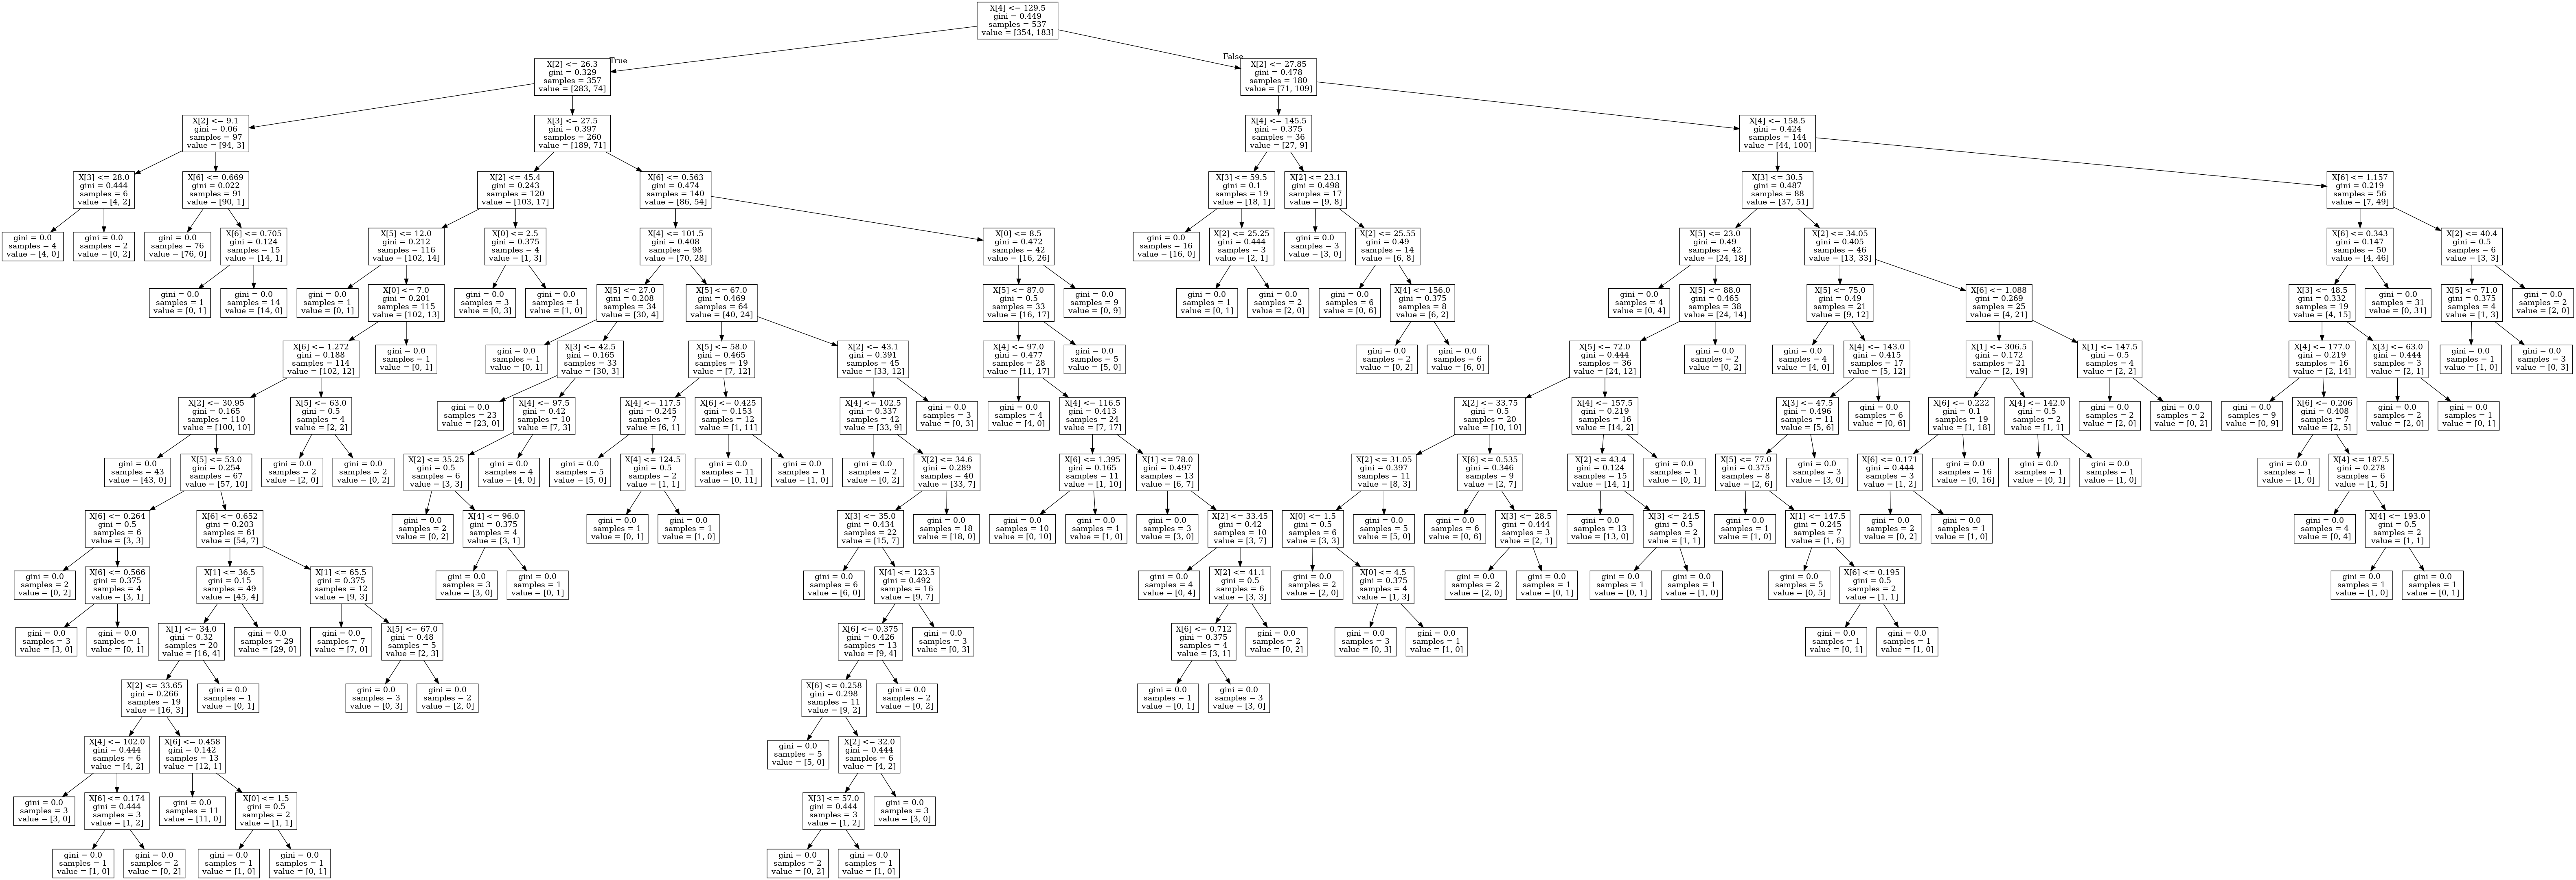 X[4] <= 129.5
gini = 0.449
samples = 537
value = [354, 183]
True
False
X[2] <= 26.3
gini = 0.329
samples = 357
value = [283, 74]
X[2] <= 27.85
gini = 0.478
samples = 180
value = [71, 109]
X[2] <= 9.1
gini = 0.06
samples = 97
value = [94, 3]
X[3] <= 27.5
gini = 0.397
samples = 260
value = [189, 71]
X[4] <= 145.5
gini = 0.375
samples = 36
value = [27, 9]
X[4] <= 158.5
gini = 0.424
samples = 144
value = [44, 100]
X[3] <= 28.0
gini = 0.444
samples = 6
value = [4, 2]
X[6] <= 0.669
gini = 0.022
samples = 91
value = [90, 1]
X[2] <= 45.4
gini = 0.243
samples = 120
value = [103, 17]
X[6] <= 0.563
gini = 0.474
samples = 140
value = [86, 54]
X[3] <= 59.5
gini = 0.1
samples = 19
value = [18, 1]
X[2] <= 23.1
gini = 0.498
samples = 17
value = [9, 8]
X[3] <= 30.5
gini = 0.487
samples = 88
value = [37, 51]
X[6] <= 1.157
gini = 0.219
samples = 56
value = [7, 49]
gini = 0.0
samples = 4
value = [4, 0]
gini = 0.0
samples = 2
value = [0, 2]
gini = 0.0
samples = 76
value = [76, 0]
X[6] <= 0.705
gini = 0.124
samples = 15
value = [14, 1]
X[5] <= 12.0
gini = 0.212
samples = 116
value = [102, 14]
X[0] <= 2.5
gini = 0.375
samples = 4
value = [1, 3]
X[4] <= 101.5
gini = 0.408
samples = 98
value = [70, 28]
X[0] <= 8.5
gini = 0.472
samples = 42
value = [16, 26]
gini = 0.0
samples = 16
value = [16, 0]
X[2] <= 25.25
gini = 0.444
samples = 3
value = [2, 1]
gini = 0.0
samples = 3
value = [3, 0]
X[2] <= 25.55
gini = 0.49
samples = 14
value = [6, 8]
X[5] <= 23.0
gini = 0.49
samples = 42
value = [24, 18]
X[2] <= 34.05
gini = 0.405
samples = 46
value = [13, 33]
X[6] <= 0.343
gini = 0.147
samples = 50
value = [4, 46]
X[2] <= 40.4
gini = 0.5
samples = 6
value = [3, 3]
gini = 0.0
samples = 1
value = [0, 1]
gini = 0.0
samples = 14
value = [14, 0]
gini = 0.0
samples = 1
value = [0, 1]
X[0] <= 7.0
gini = 0.201
samples = 115
value = [102, 13]
gini = 0.0
samples = 3
value = [0, 3]
gini = 0.0
samples = 1
value = [1, 0]
X[5] <= 27.0
gini = 0.208
samples = 34
value = [30, 4]
X[5] <= 67.0
gini = 0.469
samples = 64
value = [40, 24]
X[5] <= 87.0
gini = 0.5
samples = 33
value = [16, 17]
gini = 0.0
samples = 9
value = [0, 9]
gini = 0.0
samples = 1
value = [0, 1]
gini = 0.0
samples = 2
value = [2, 0]
gini = 0.0
samples = 6
value = [0, 6]
X[4] <= 156.0
gini = 0.375
samples = 8
value = [6, 2]
gini = 0.0
samples = 4
value = [0, 4]
X[5] <= 88.0
gini = 0.465
samples = 38
value = [24, 14]
X[5] <= 75.0
gini = 0.49
samples = 21
value = [9, 12]
X[6] <= 1.088
gini = 0.269
samples = 25
value = [4, 21]
X[3] <= 48.5
gini = 0.332
samples = 19
value = [4, 15]
gini = 0.0
samples = 31
value = [0, 31]
X[5] <= 71.0
gini = 0.375
samples = 4
value = [1, 3]
gini = 0.0
samples = 2
value = [2, 0]
X[6] <= 1.272
gini = 0.188
samples = 114
value = [102, 12]
gini = 0.0
samples = 1
value = [0, 1]
gini = 0.0
samples = 1
value = [0, 1]
X[3] <= 42.5
gini = 0.165
samples = 33
value = [30, 3]
X[5] <= 58.0
gini = 0.465
samples = 19
value = [7, 12]
X[2] <= 43.1
gini = 0.391
samples = 45
value = [33, 12]
X[4] <= 97.0
gini = 0.477
samples = 28
value = [11, 17]
gini = 0.0
samples = 5
value = [5, 0]
gini = 0.0
samples = 2
value = [0, 2]
gini = 0.0
samples = 6
value = [6, 0]
X[5] <= 72.0
gini = 0.444
samples = 36
value = [24, 12]
gini = 0.0
samples = 2
value = [0, 2]
gini = 0.0
samples = 4
value = [4, 0]
X[4] <= 143.0
gini = 0.415
samples = 17
value = [5, 12]
X[1] <= 306.5
gini = 0.172
samples = 21
value = [2, 19]
X[1] <= 147.5
gini = 0.5
samples = 4
value = [2, 2]
X[4] <= 177.0
gini = 0.219
samples = 16
value = [2, 14]
X[3] <= 63.0
gini = 0.444
samples = 3
value = [2, 1]
gini = 0.0
samples = 1
value = [1, 0]
gini = 0.0
samples = 3
value = [0, 3]
X[2] <= 30.95
gini = 0.165
samples = 110
value = [100, 10]
X[5] <= 63.0
gini = 0.5
samples = 4
value = [2, 2]
gini = 0.0
samples = 23
value = [23, 0]
X[4] <= 97.5
gini = 0.42
samples = 10
value = [7, 3]
X[4] <= 117.5
gini = 0.245
samples = 7
value = [6, 1]
X[6] <= 0.425
gini = 0.153
samples = 12
value = [1, 11]
X[4] <= 102.5
gini = 0.337
samples = 42
value = [33, 9]
gini = 0.0
samples = 3
value = [0, 3]
gini = 0.0
samples = 4
value = [4, 0]
X[4] <= 116.5
gini = 0.413
samples = 24
value = [7, 17]
X[2] <= 33.75
gini = 0.5
samples = 20
value = [10, 10]
X[4] <= 157.5
gini = 0.219
samples = 16
value = [14, 2]
X[3] <= 47.5
gini = 0.496
samples = 11
value = [5, 6]
gini = 0.0
samples = 6
value = [0, 6]
X[6] <= 0.222
gini = 0.1
samples = 19
value = [1, 18]
X[4] <= 142.0
gini = 0.5
samples = 2
value = [1, 1]
gini = 0.0
samples = 2
value = [2, 0]
gini = 0.0
samples = 2
value = [0, 2]
gini = 0.0
samples = 9
value = [0, 9]
X[6] <= 0.206
gini = 0.408
samples = 7
value = [2, 5]
gini = 0.0
samples = 2
value = [2, 0]
gini = 0.0
samples = 1
value = [0, 1]
gini = 0.0
samples = 43
value = [43, 0]
X[5] <= 53.0
gini = 0.254
samples = 67
value = [57, 10]
gini = 0.0
samples = 2
value = [2, 0]
gini = 0.0
samples = 2
value = [0, 2]
X[2] <= 35.25
gini = 0.5
samples = 6
value = [3, 3]
gini = 0.0
samples = 4
value = [4, 0]
gini = 0.0
samples = 5
value = [5, 0]
X[4] <= 124.5
gini = 0.5
samples = 2
value = [1, 1]
gini = 0.0
samples = 11
value = [0, 11]
gini = 0.0
samples = 1
value = [1, 0]
gini = 0.0
samples = 2
value = [0, 2]
X[2] <= 34.6
gini = 0.289
samples = 40
value = [33, 7]
X[6] <= 1.395
gini = 0.165
samples = 11
value = [1, 10]
X[1] <= 78.0
gini = 0.497
samples = 13
value = [6, 7]
X[2] <= 31.05
gini = 0.397
samples = 11
value = [8, 3]
X[6] <= 0.535
gini = 0.346
samples = 9
value = [2, 7]
X[2] <= 43.4
gini = 0.124
samples = 15
value = [14, 1]
gini = 0.0
samples = 1
value = [0, 1]
X[5] <= 77.0
gini = 0.375
samples = 8
value = [2, 6]
gini = 0.0
samples = 3
value = [3, 0]
X[6] <= 0.171
gini = 0.444
samples = 3
value = [1, 2]
gini = 0.0
samples = 16
value = [0, 16]
gini = 0.0
samples = 1
value = [0, 1]
gini = 0.0
samples = 1
value = [1, 0]
gini = 0.0
samples = 1
value = [1, 0]
X[4] <= 187.5
gini = 0.278
samples = 6
value = [1, 5]
X[6] <= 0.264
gini = 0.5
samples = 6
value = [3, 3]
X[6] <= 0.652
gini = 0.203
samples = 61
value = [54, 7]
gini = 0.0
samples = 2
value = [0, 2]
X[4] <= 96.0
gini = 0.375
samples = 4
value = [3, 1]
gini = 0.0
samples = 1
value = [0, 1]
gini = 0.0
samples = 1
value = [1, 0]
X[3] <= 35.0
gini = 0.434
samples = 22
value = [15, 7]
gini = 0.0
samples = 18
value = [18, 0]
gini = 0.0
samples = 10
value = [0, 10]
gini = 0.0
samples = 1
value = [1, 0]
gini = 0.0
samples = 3
value = [3, 0]
X[2] <= 33.45
gini = 0.42
samples = 10
value = [3, 7]
X[0] <= 1.5
gini = 0.5
samples = 6
value = [3, 3]
gini = 0.0
samples = 5
value = [5, 0]
gini = 0.0
samples = 6
value = [0, 6]
X[3] <= 28.5
gini = 0.444
samples = 3
value = [2, 1]
gini = 0.0
samples = 13
value = [13, 0]
X[3] <= 24.5
gini = 0.5
samples = 2
value = [1, 1]
gini = 0.0
samples = 1
value = [1, 0]
X[1] <= 147.5
gini = 0.245
samples = 7
value = [1, 6]
gini = 0.0
samples = 2
value = [0, 2]
gini = 0.0
samples = 1
value = [1, 0]
gini = 0.0
samples = 4
value = [0, 4]
X[4] <= 193.0
gini = 0.5
samples = 2
value = [1, 1]
gini = 0.0
samples = 2
value = [0, 2]
X[6] <= 0.566
gini = 0.375
samples = 4
value = [3, 1]
X[1] <= 36.5
gini = 0.15
samples = 49
value = [45, 4]
X[1] <= 65.5
gini = 0.375
samples = 12
value = [9, 3]
gini = 0.0
samples = 3
value = [3, 0]
gini = 0.0
samples = 1
value = [0, 1]
gini = 0.0
samples = 6
value = [6, 0]
X[4] <= 123.5
gini = 0.492
samples = 16
value = [9, 7]
gini = 0.0
samples = 4
value = [0, 4]
X[2] <= 41.1
gini = 0.5
samples = 6
value = [3, 3]
gini = 0.0
samples = 2
value = [2, 0]
X[0] <= 4.5
gini = 0.375
samples = 4
value = [1, 3]
gini = 0.0
samples = 2
value = [2, 0]
gini = 0.0
samples = 1
value = [0, 1]
gini = 0.0
samples = 1
value = [0, 1]
gini = 0.0
samples = 1
value = [1, 0]
gini = 0.0
samples = 5
value = [0, 5]
X[6] <= 0.195
gini = 0.5
samples = 2
value = [1, 1]
gini = 0.0
samples = 1
value = [1, 0]
gini = 0.0
samples = 1
value = [0, 1]
gini = 0.0
samples = 3
value = [3, 0]
gini = 0.0
samples = 1
value = [0, 1]
X[1] <= 34.0
gini = 0.32
samples = 20
value = [16, 4]
gini = 0.0
samples = 29
value = [29, 0]
gini = 0.0
samples = 7
value = [7, 0]
X[5] <= 67.0
gini = 0.48
samples = 5
value = [2, 3]
X[6] <= 0.375
gini = 0.426
samples = 13
value = [9, 4]
gini = 0.0
samples = 3
value = [0, 3]
X[6] <= 0.712
gini = 0.375
samples = 4
value = [3, 1]
gini = 0.0
samples = 2
value = [0, 2]
gini = 0.0
samples = 3
value = [0, 3]
gini = 0.0
samples = 1
value = [1, 0]
gini = 0.0
samples = 1
value = [0, 1]
gini = 0.0
samples = 1
value = [1, 0]
X[2] <= 33.65
gini = 0.266
samples = 19
value = [16, 3]
gini = 0.0
samples = 1
value = [0, 1]
gini = 0.0
samples = 3
value = [0, 3]
gini = 0.0
samples = 2
value = [2, 0]
X[6] <= 0.258
gini = 0.298
samples = 11
value = [9, 2]
gini = 0.0
samples = 2
value = [0, 2]
gini = 0.0
samples = 1
value = [0, 1]
gini = 0.0
samples = 3
value = [3, 0]
X[4] <= 102.0
gini = 0.444
samples = 6
value = [4, 2]
X[6] <= 0.458
gini = 0.142
samples = 13
value = [12, 1]
gini = 0.0
samples = 5
value = [5, 0]
X[2] <= 32.0
gini = 0.444
samples = 6
value = [4, 2]
gini = 0.0
samples = 3
value = [3, 0]
X[6] <= 0.174
gini = 0.444
samples = 3
value = [1, 2]
gini = 0.0
samples = 11
value = [11, 0]
X[0] <= 1.5
gini = 0.5
samples = 2
value = [1, 1]
X[3] <= 57.0
gini = 0.444
samples = 3
value = [1, 2]
gini = 0.0
samples = 3
value = [3, 0]
gini = 0.0
samples = 1
value = [1, 0]
gini = 0.0
samples = 2
value = [0, 2]
gini = 0.0
samples = 1
value = [1, 0]
gini = 0.0
samples = 1
value = [0, 1]
gini = 0.0
samples = 2
value = [0, 2]
gini = 0.0
samples = 1
value = [1, 0]